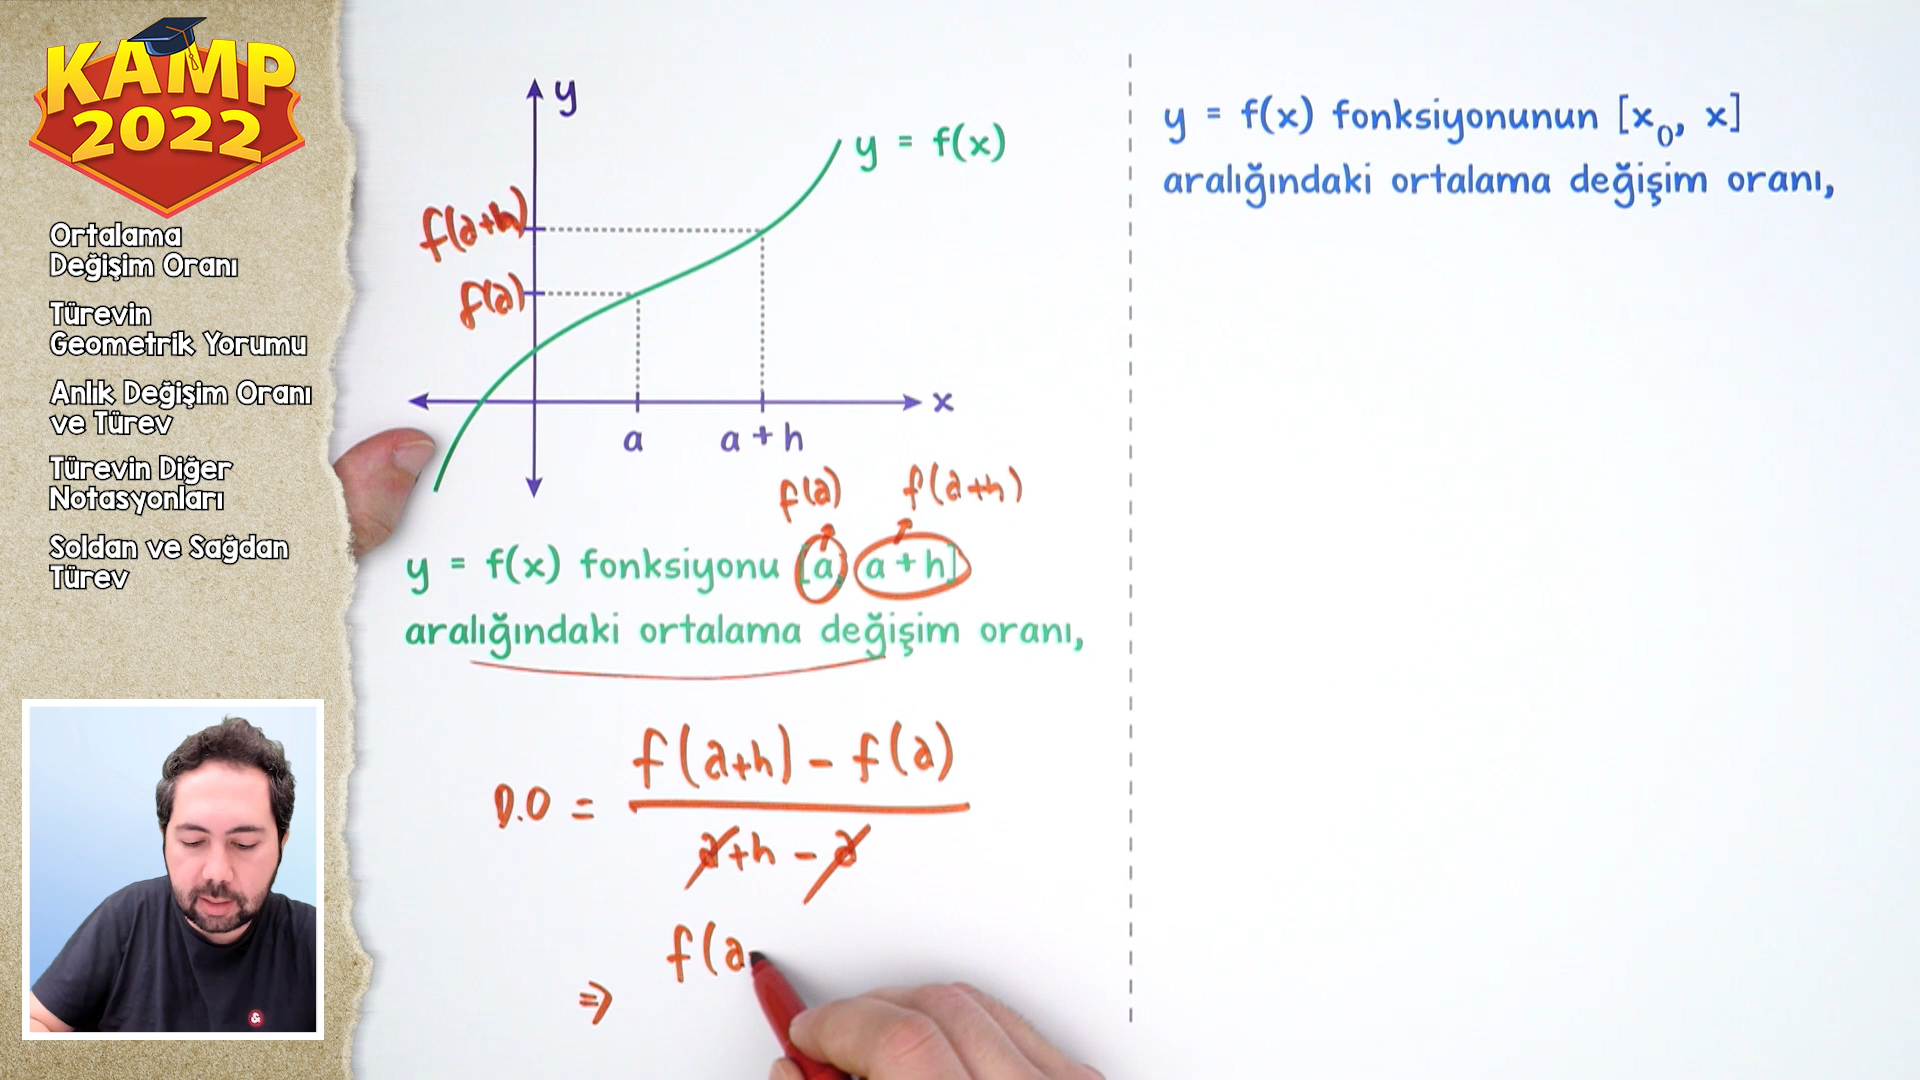 KAMP
2022
Ortalama
Değişim Oranı
Türevin
Geometrik Yorumu
Anlık Değişim Oranı
ve Türev
Türevin Diğer
Notasyonları
Soldan ve Sağdan
Türev
y
y = f(x)
f(a+h)
f(a)
x
a
a + h
f(a)
f(a+h)
y = f(x) fonksiyonu [a, a + h]
aralığındaki ortalama değişim oranı,
D.O = f(a+h) - f(a)
a+h - a
⇒ f(a
y = f(x) fonksiyonunun [x₀, x]
aralığındaki ortalama değişim oranı,
&